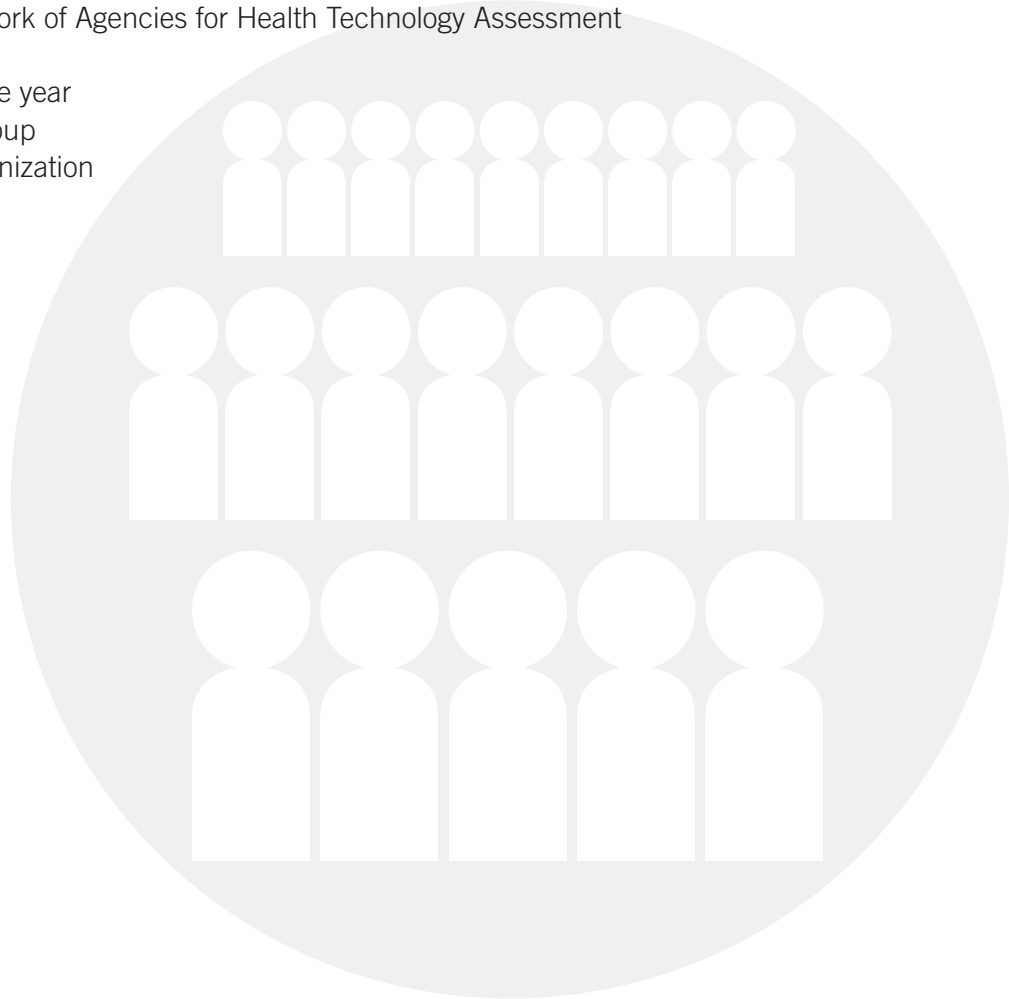 ork of Agencies for Health Technology Assessment
e year
oup
nization